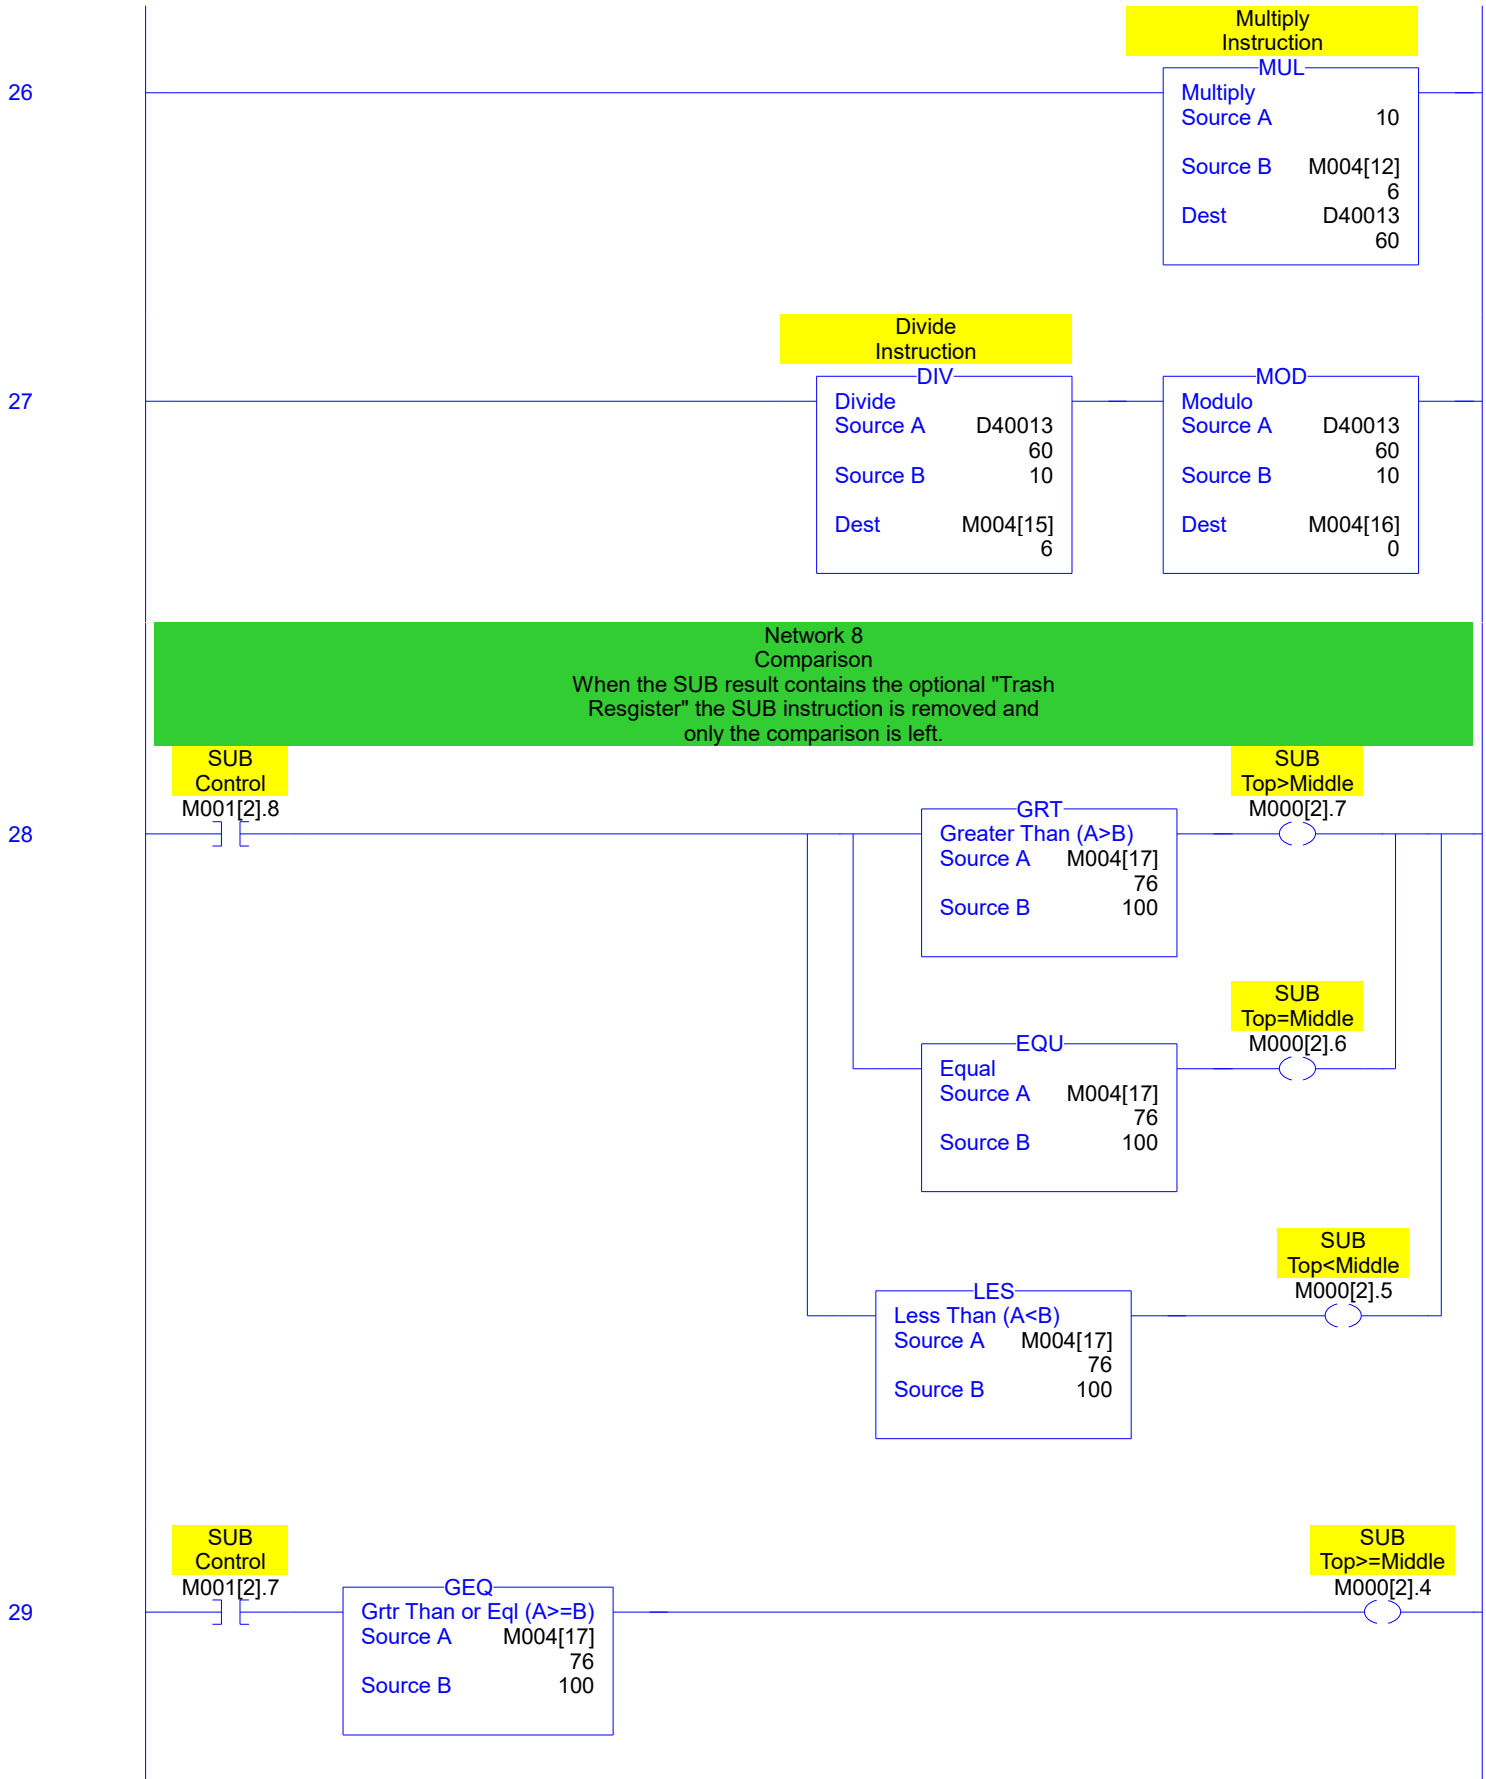 Multiply
Instruction
26
MUL
Multiply
Source A 10
Source B M004[12]
6
Dest D40013
60
Divide
Instruction
27
DIV
Divide
Source A D40013
60
Source B 10
Dest M004[15]
6
MOD
Modulo
Source A D40013
60
Source B 10
Dest M004[16]
0
Network 8
Comparison
When the SUB result contains the optional "Trash
Resgister" the SUB instruction is removed and
only the comparison is left.
28
SUB
Control
M001[2].8
GRT
Greater Than (A>B)
Source A M004[17]
76
Source B 100
SUB
Top>Middle
M000[2].7
EQU
Equal
Source A M004[17]
76
Source B 100
SUB
Top=Middle
M000[2].6
LES
Less Than (A<B)
Source A M004[17]
76
Source B 100
SUB
Top<Middle
M000[2].5
29
SUB
Control
M001[2].7
GEQ
Grtr Than or Eql (A>=B)
Source A M004[17]
76
Source B 100
SUB
Top>=Middle
M000[2].4